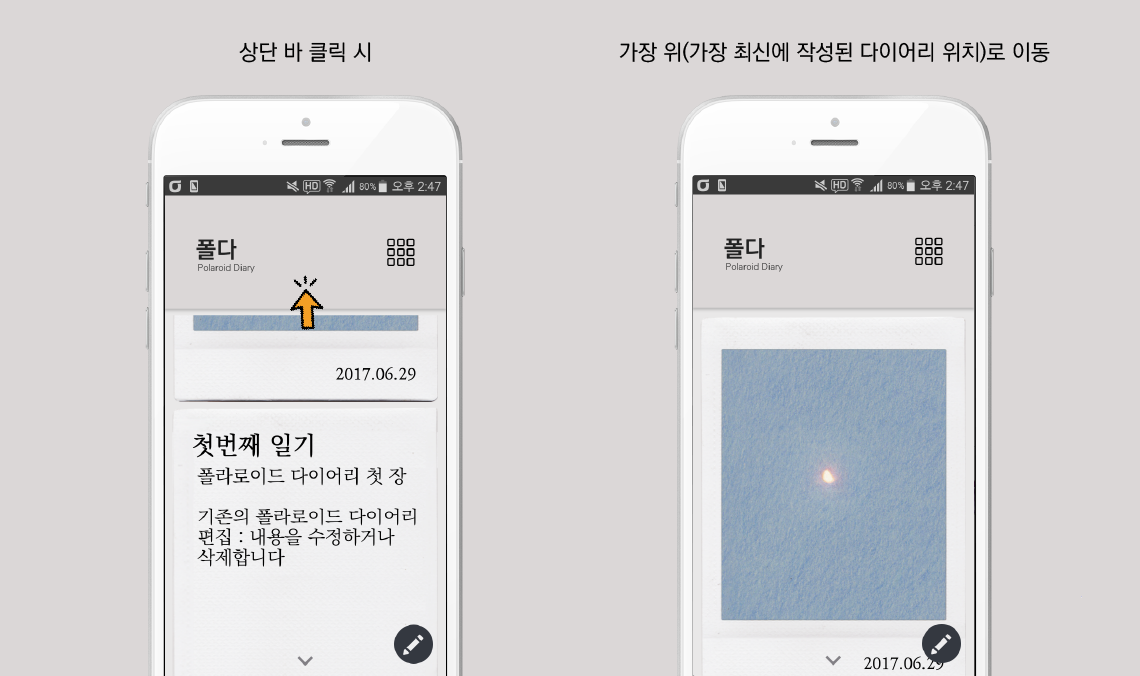 상단 바 클릭 시
가장 위(가장 최신에 작성된 다이어리 위치)로 이동
HD 80% 오후 2:47
폴다
Polaroid Diary
2017.06.29
첫번째 일기
폴라로이드 다이어리 첫 장
기존의 폴라로이드 다이어리
편집 : 내용을 수정하거나
삭제합니다
HD 80% 오후 2:47
폴다
Polaroid Diary
2017.06.29